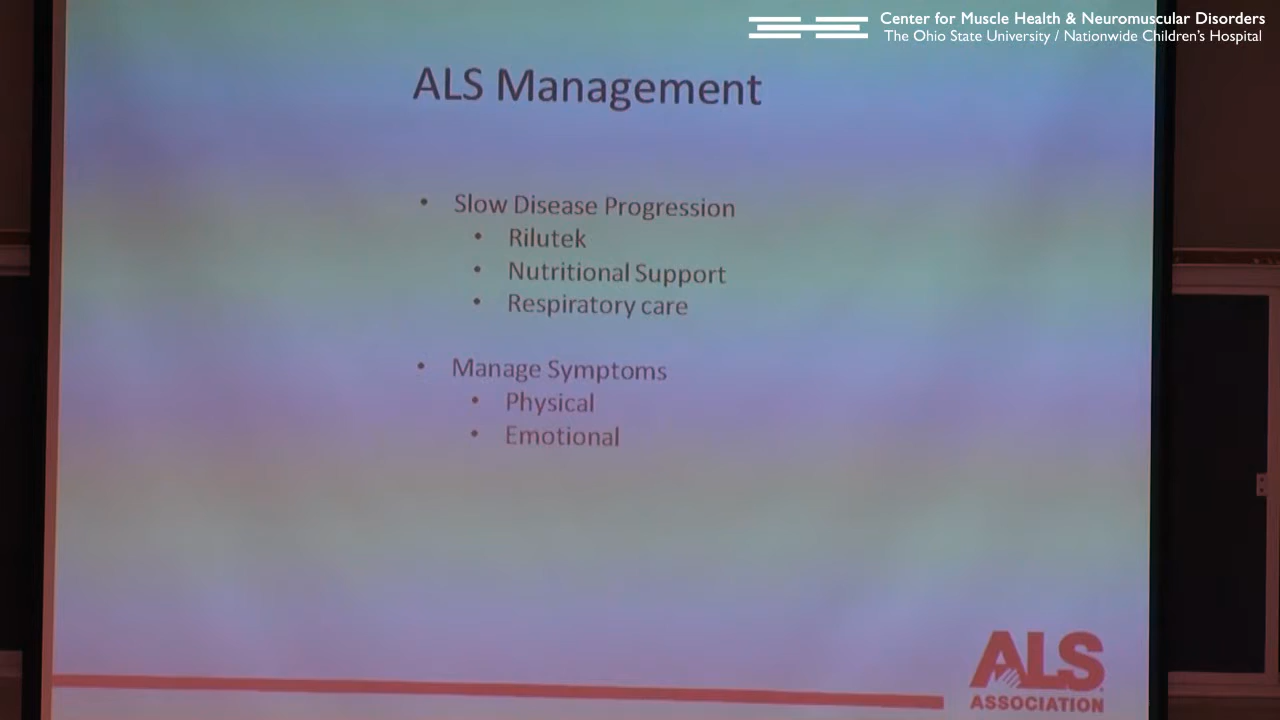 Center for Muscle Health & Neuromuscular Disorders
The Ohio State University / Nationwide Children's Hospital
ALS Management
• Slow Disease Progression
• Rilutek
• Nutritional Support
• Respiratory care
• Manage Symptoms
• Physical
• Emotional
ALS
ASSOCIATION